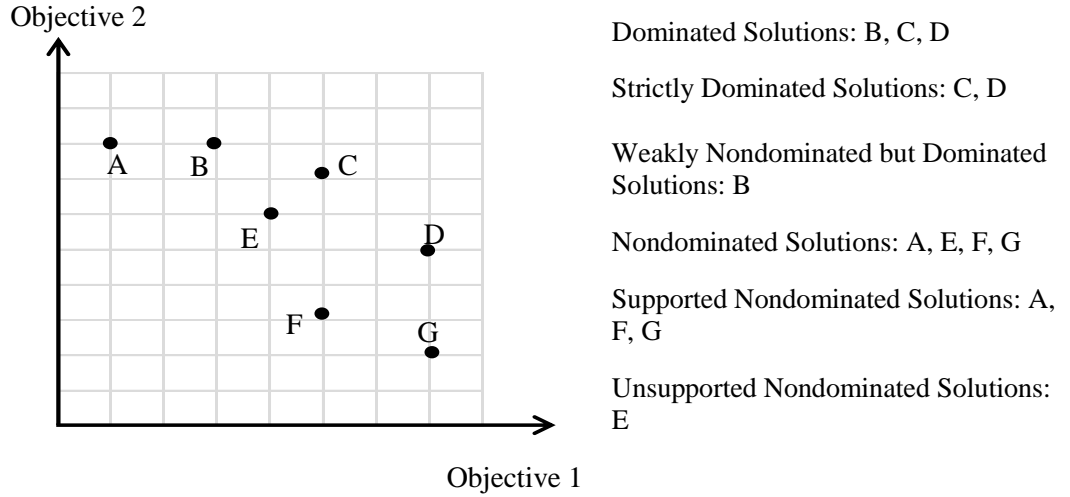 Objective 2
A
B
C
E
D
F
G
Objective 1
Dominated Solutions: B, C, D
Strictly Dominated Solutions: C, D
Weakly Nondominated but Dominated
Solutions: B
Nondominated Solutions: A, E, F, G
Supported Nondominated Solutions: A,
F, G
Unsupported Nondominated Solutions:
E